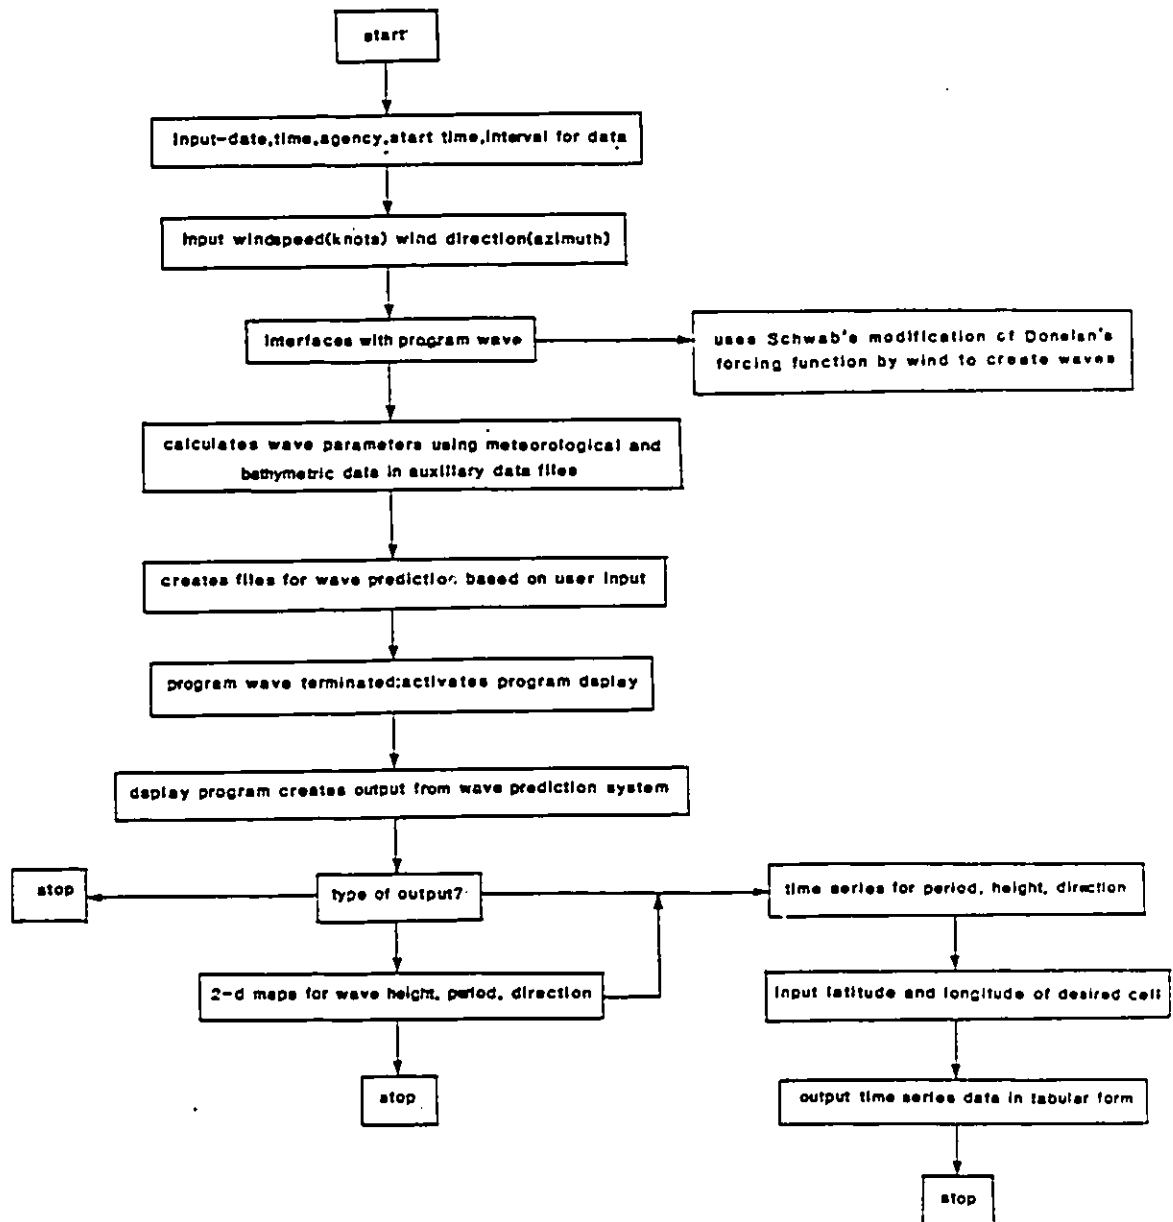 start
input-date,time,agency,start time,interval for data
input windspeed(knots) wind direction(azimuth)
interfaces with program wave
uses Schwab's modification of Donelan's
forcing function by wind to create waves
calculates wave parameters using meteorological and
bathymetric data in auxillary data files
creates files for wave prediction based on user input
program wave terminated;activates program dsplay
dsplay program creates output from wave prediction system
stop
type of output?
time series for period, height, direction
2-d maps for wave height, period, direction
input latitude and longitude of desired cell
stop
output time series data in tabular form
stop